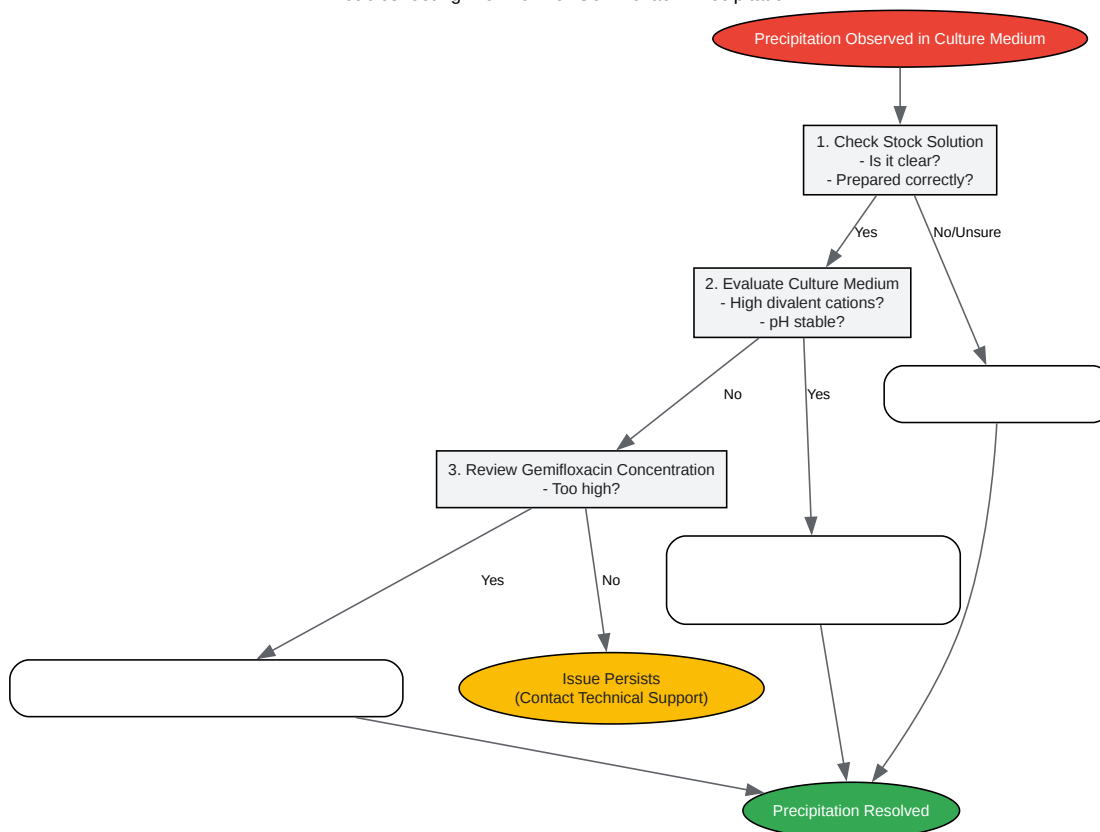 Precipitation Observed in Culture Medium
1. Check Stock Solution
- Is it clear?
- Prepared correctly?
Yes
No/Unsure
2. Evaluate Culture Medium
- High divalent cations?
- pH stable?
No
Yes
3. Review Gemifloxacin Concentration
- Too high?
Yes
No
Issue Persists
(Contact Technical Support)
Precipitation Resolved